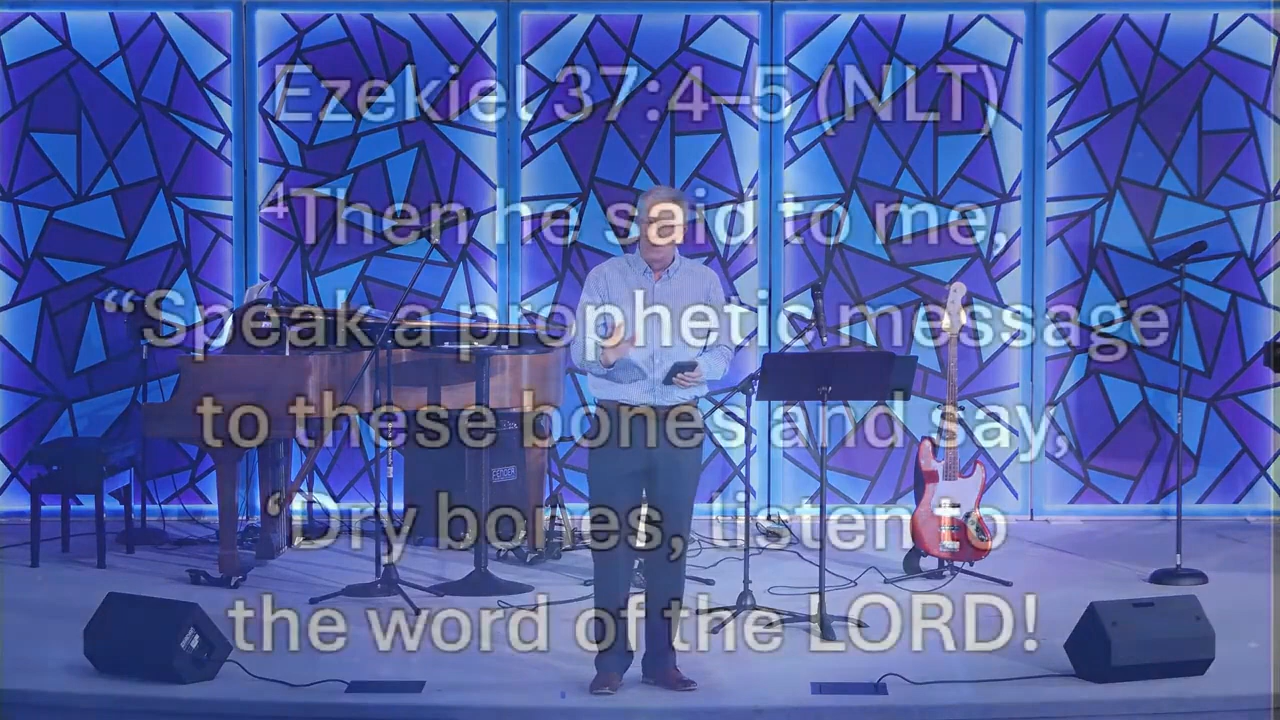 Ezekiel 37:4–5 (NLT)
⁴Then he said to me,
“Speak a prophetic message
to these bones and say,
‘Dry bones, listen to
the word of the LORD!
FENDER